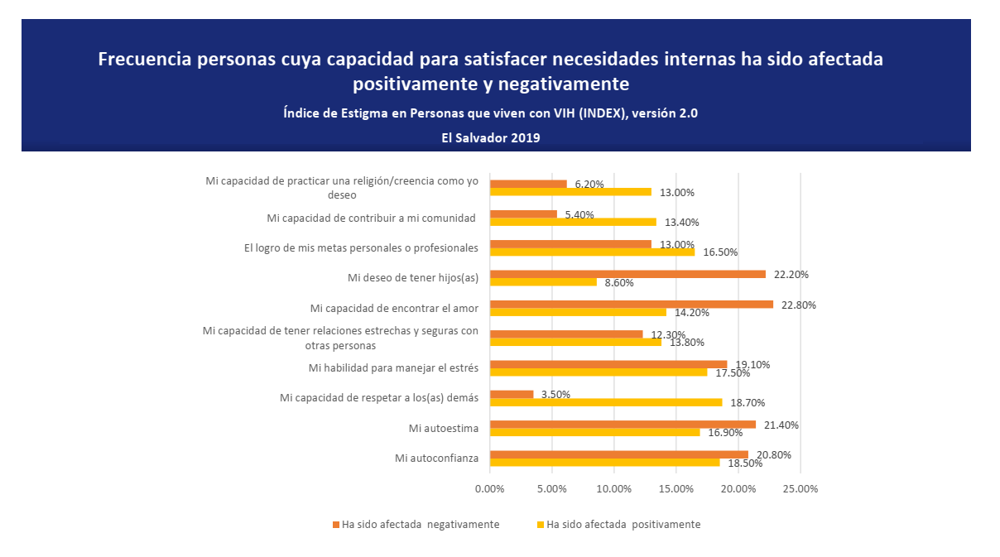 Frecuencia personas cuya capacidad para satisfacer necesidades internas ha sido afectada
positivamente y negativamente
Índice de Estigma en Personas que viven con VIH (INDEX), versión 2.0
El Salvador 2019
Mi capacidad de practicar una religión/creencia como yo
deseo
6.20%
13.00%
Mi capacidad de contribuir a mi comunidad
5.40%
13.40%
El logro de mis metas personales o profesionales
13.00%
16.50%
Mi deseo de tener hijos(as)
22.20%
8.60%
Mi capacidad de encontrar el amor
22.80%
14.20%
Mi capacidad de tener relaciones estrechas y seguras con
otras personas
12.30%
13.80%
Mi habilidad para manejar el estrés
19.10%
17.50%
Mi capacidad de respetar a los(as) demás
3.50%
18.70%
Mi autoestima
21.40%
16.90%
Mi autoconfianza
20.80%
18.50%
0.00% 5.00% 10.00% 15.00% 20.00% 25.00%
Ha sido afectada negativamente Ha sido afectada positivamente